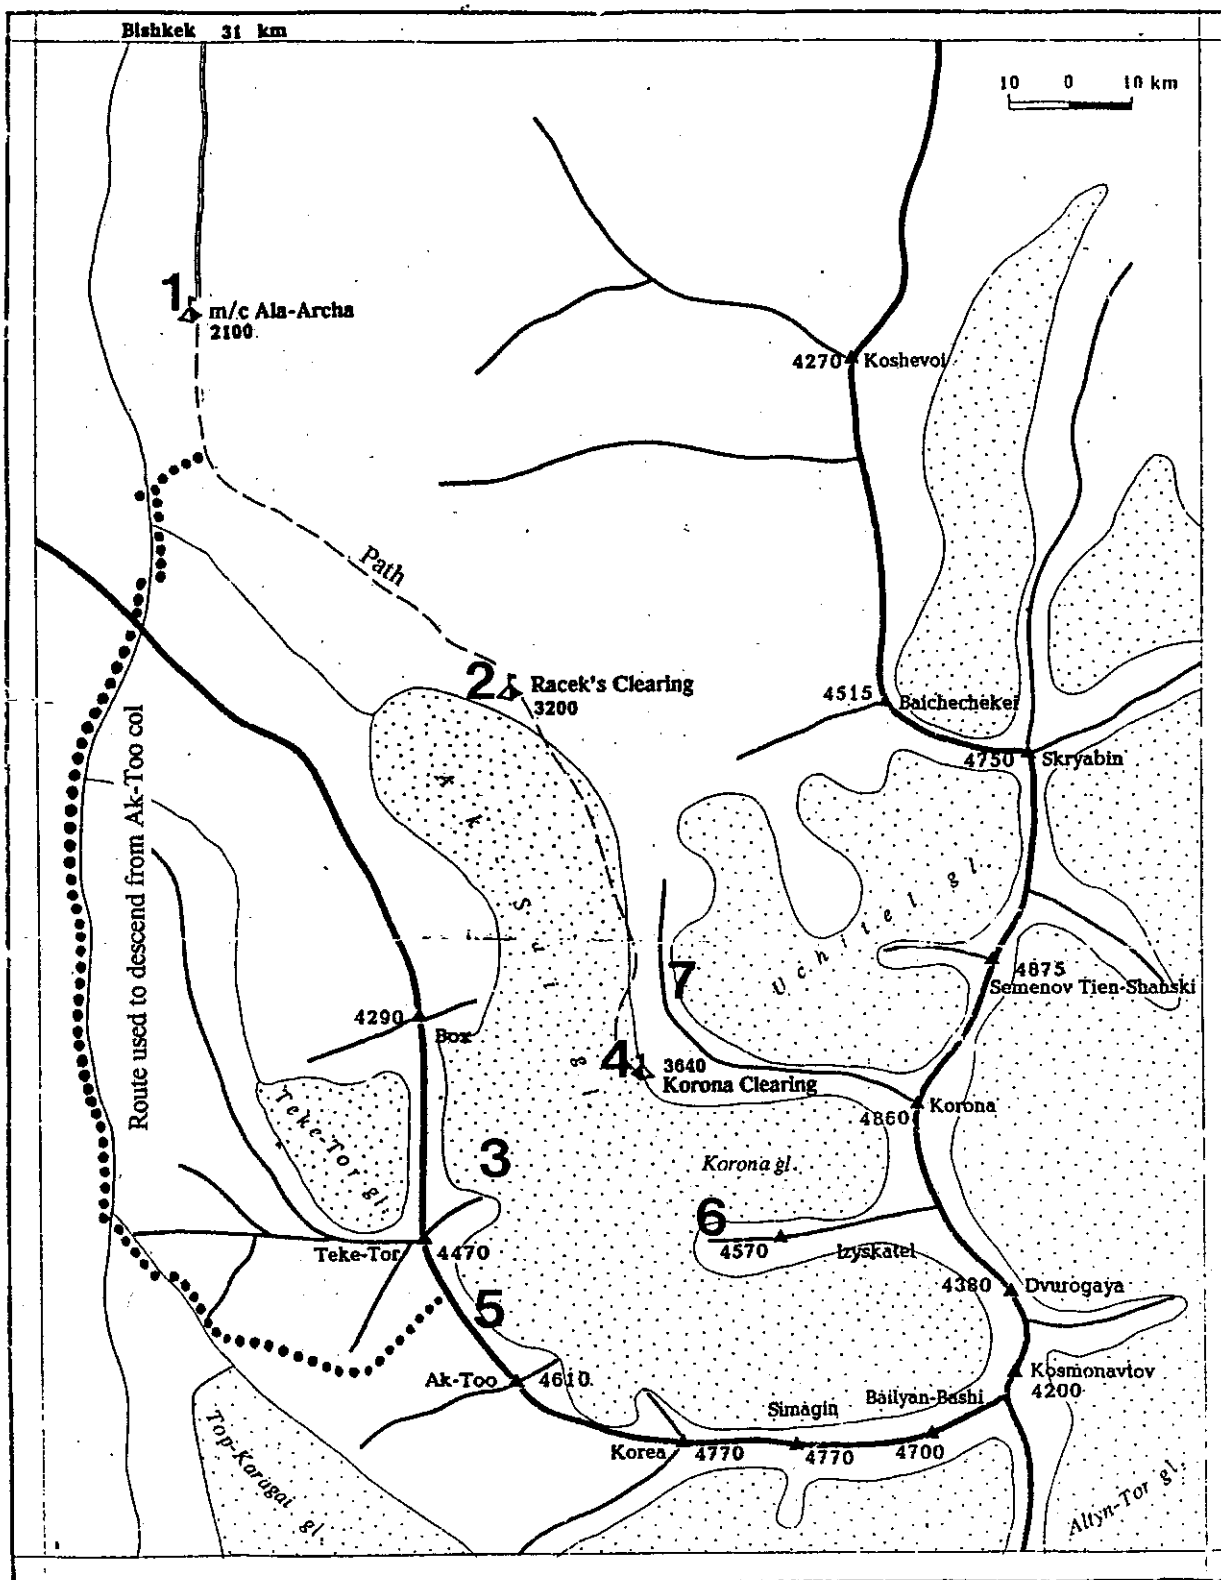 Bishkek 31 km
10 0 10 km
1
m/c Ala-Archa
2100
4270 Koshevoi
Path
2
Racek's Clearing
3200
4515
Baichechekei
4750 Skryabin
Route used to descend from Ak-Too col
Ak Sai gl.
Uchitel gl.
7
4875
Semenov Tien-Shanski
4290
Box
4
3640
Korona Clearing
Korona
4860
Teke-Tor gl.
3
Korona gl.
6
4570
Izyskatel
Teke-Tor 4470
4380 Dvurogaya
5
Ak-Too 4610
Kosmonavtov
4200
Bailyan-Bashi
Simagin
Korea 4770
4770
4700
Top-Karagai gl.
Altyn-Tor gl.